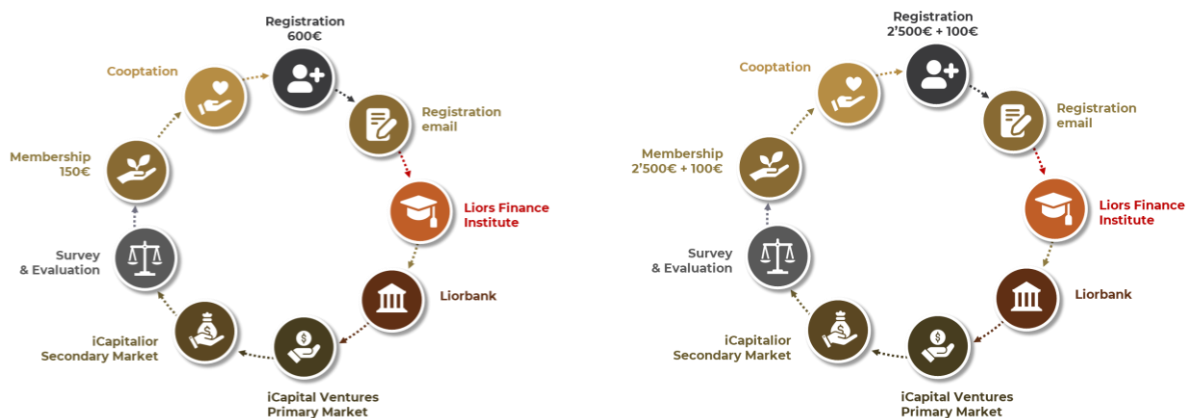 Registration
600€
Cooptation
Registration
email
Membership
150€
Liors Finance
Institute
Survey
& Evaluation
Liorbank
iCapitalior
Secondary Market
$
$
iCapital Ventures
Primary Market
Registration
2’500€ + 100€
Cooptation
Registration
email
Membership
2’500€ + 100€
Liors Finance
Institute
Survey
& Evaluation
Liorbank
iCapitalior
Secondary Market
$
$
iCapital Ventures
Primary Market